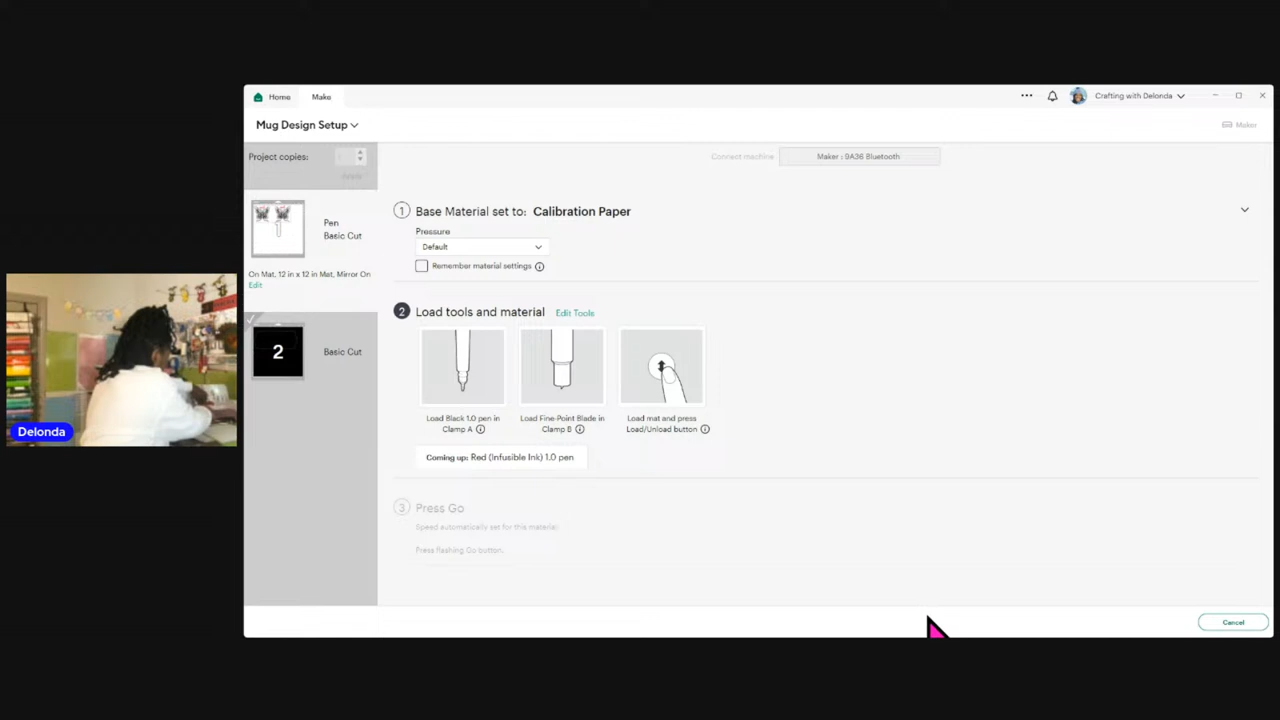 Home
Make
Crafting with Delonda
Mug Design Setup
Maker
Project copies:
Connect machine
Maker : 9A36 Bluetooth
1
Pen
Basic Cut
On Mat, 12 in x 12 in Mat, Mirror On
Edit
2
Basic Cut
1
Base Material set to: Calibration Paper
Pressure
Default
Remember material settings
2
Load tools and material
Edit Tools
Load Black 1.0 pen in
Clamp A
Load Fine-Point Blade in
Clamp B
Load mat and press
Load/Unload button
Coming up: Red (Infusible Ink) 1.0 pen
3
Press Go
Speed automatically set for this material.
Press flashing Go button.
Cancel
Delonda